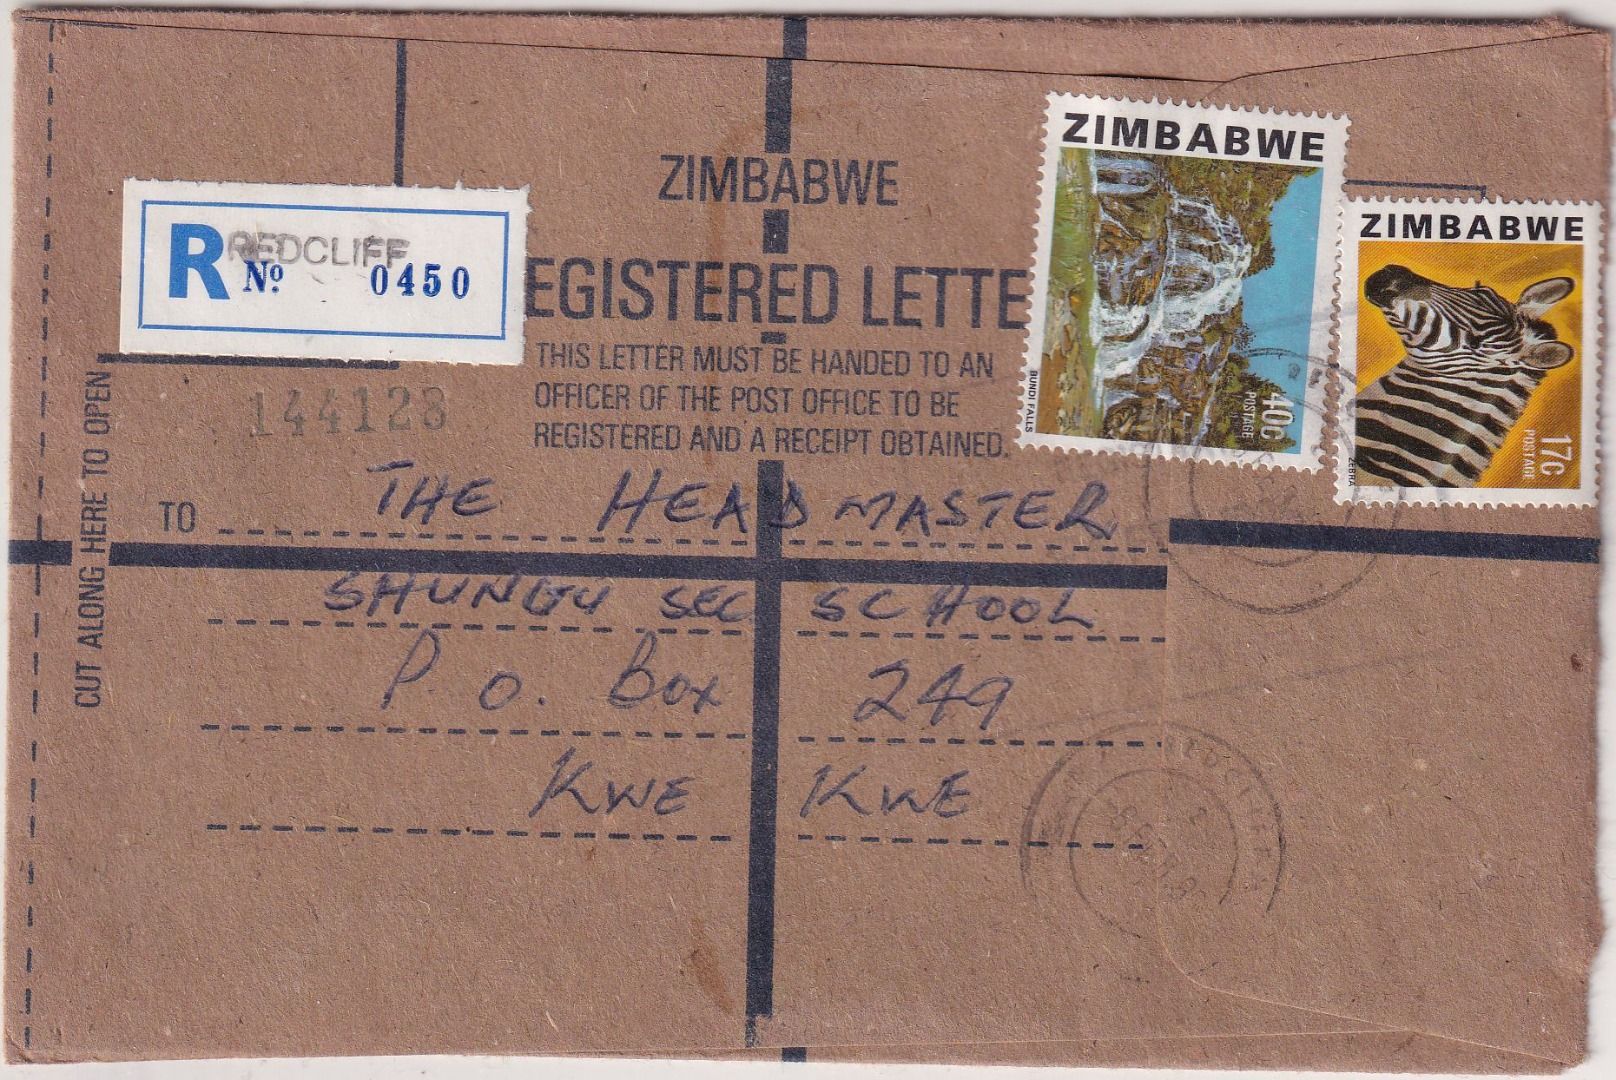 ZIMBABWE
ZIMBABWE
ZIMBABWE
R REDCLIFF
Nº 0450
EGISTERED LETTE
THIS LETTER MUST BE HANDED TO AN
OFFICER OF THE POST OFFICE TO BE
REGISTERED AND A RECEIPT OBTAINED.
BUNDI FALLS
40c
POSTAGE
17c
POSTAGE
ZEBRA
144128
CUT ALONG HERE TO OPEN
TO THE HEADMASTER
SHUNGU SEC SCHOOL
P. O. Box 249
KWE KWE
REDCLIFF